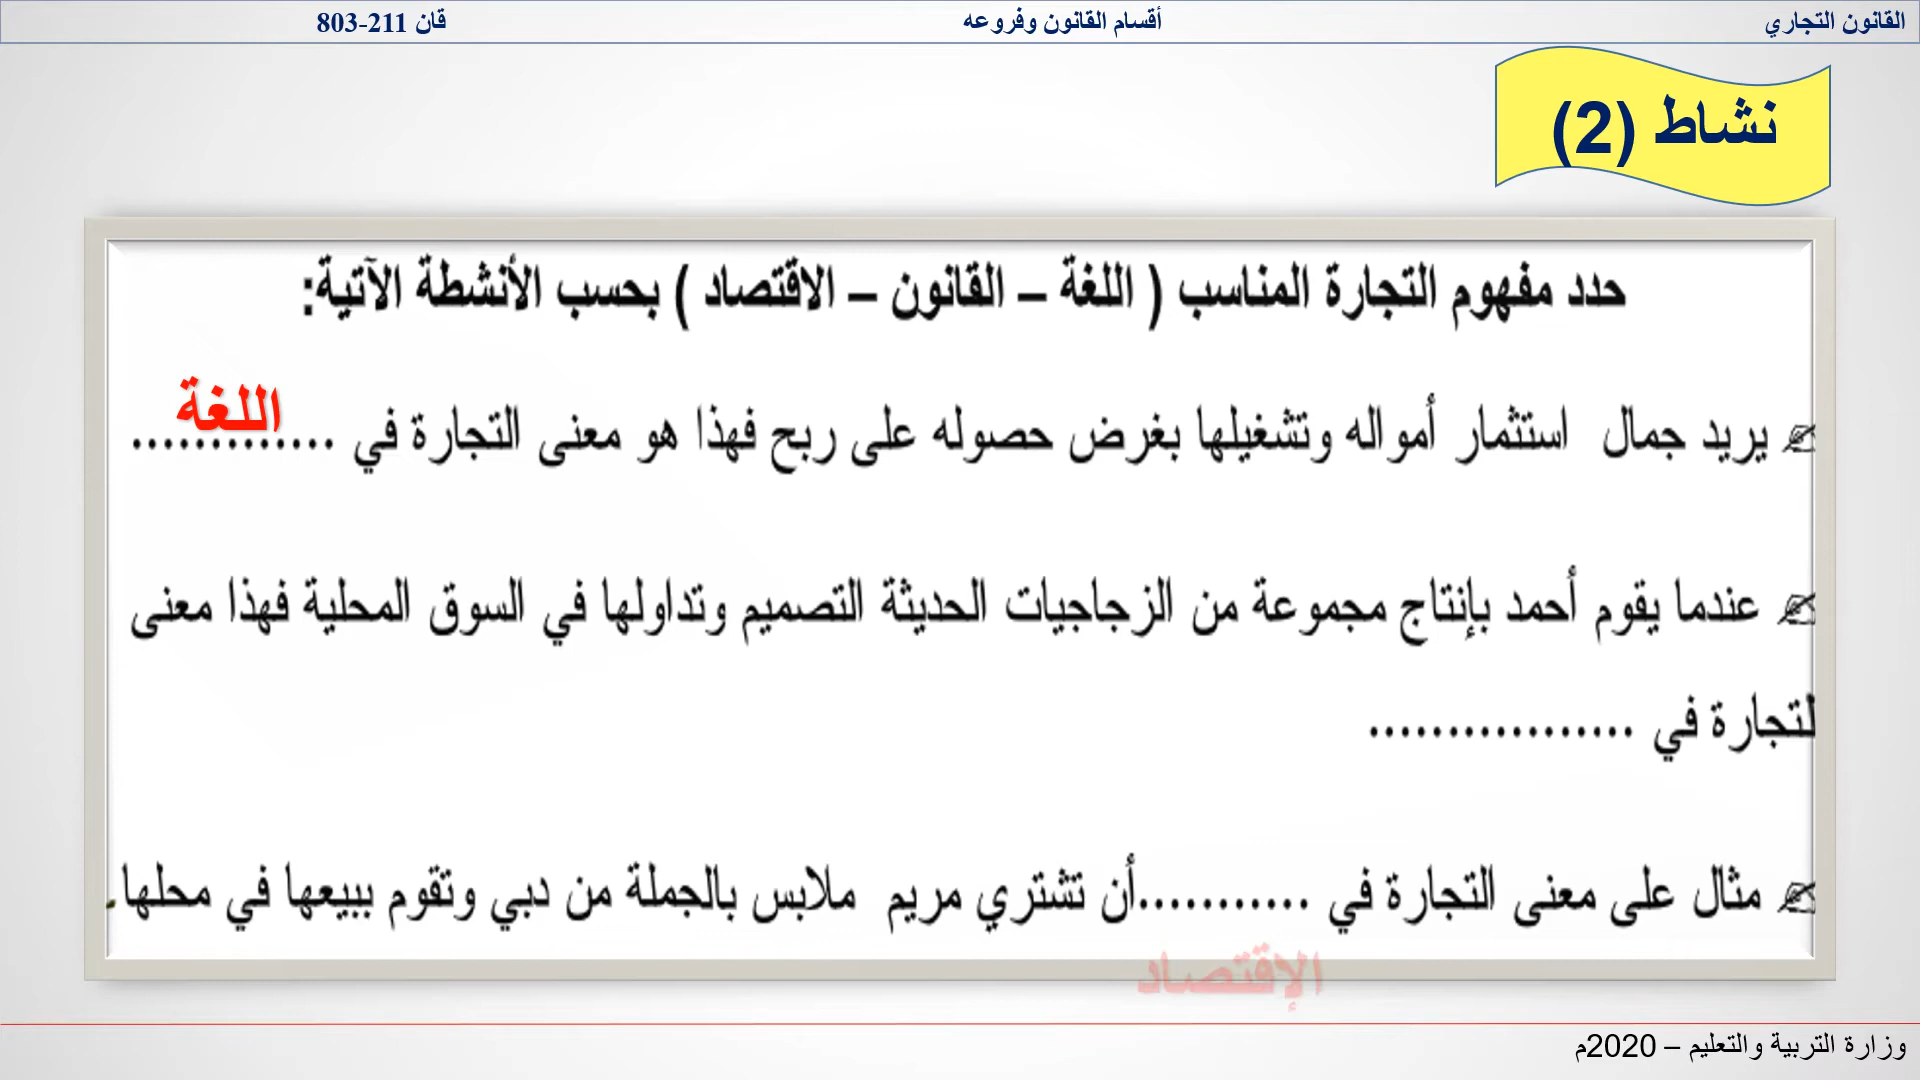 القانون التجاري
أقسام القانون وفروعه
قان 211-803
نشاط (2)
حدد مفهوم التجارة المناسب ( اللغة – القانون – الاقتصاد ) بحسب الأنشطة الآتية:
اللغة
يريد جمال استثمار أمواله وتشغيلها بغرض حصوله على ربح فهذا هو معنى التجارة في .............
عندما يقوم أحمد بإنتاج مجموعة من الزجاجيات الحديثة التصميم وتداولها في السوق المحلية فهذا معنى
لتجارة في .................
مثال على معنى التجارة في ...........أن تشتري مريم ملابس بالجملة من دبي وتقوم ببيعها في محلها.
الإقتصاد
وزارة التربية والتعليم – 2020م